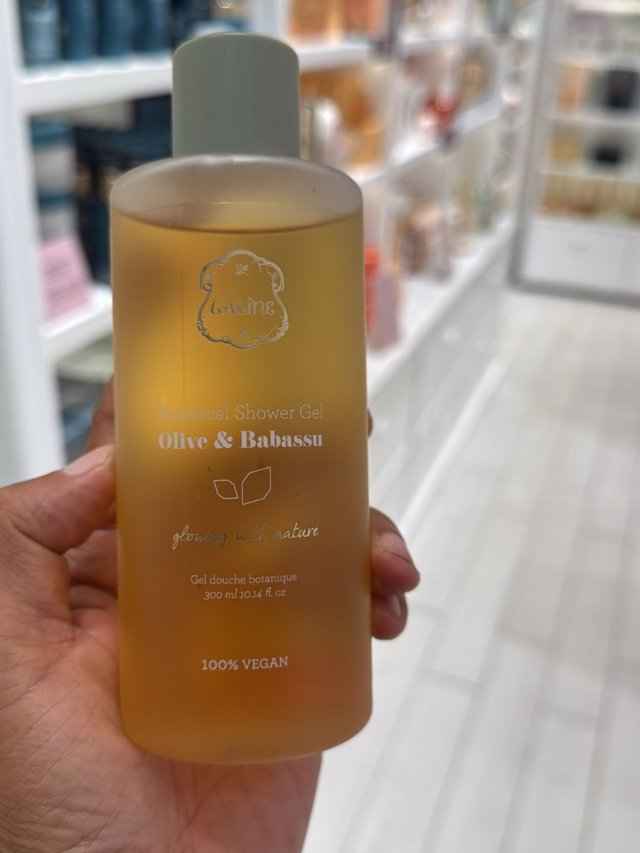 Laline
Botanical Shower Gel
Olive & Babassu
glowing with nature
Gel douche botanique
300 ml 10.14 fl. oz
100% VEGAN